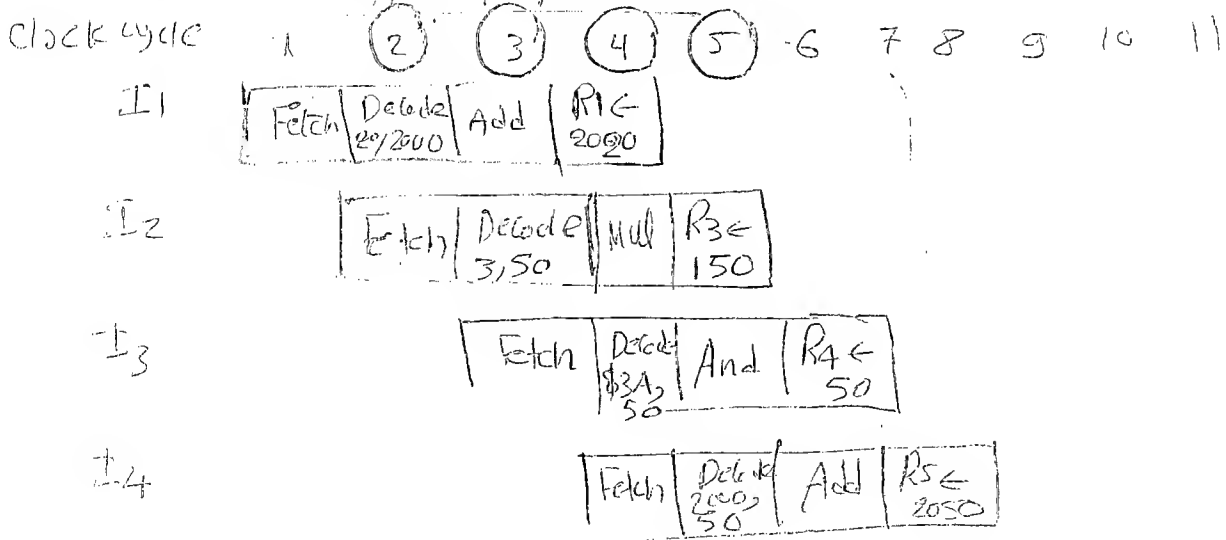 Clock cycle 1 2 3 4 5 6 7 8 9 10 11
I1 Fetch Decode Add R1←
20/2000 2020
I2 Fetch Decode Mul R3←
3,50 150
I3 Fetch Decode And R4←
$3A, 50
50
I4 Fetch Decode Add R5←
2000, 2050
50